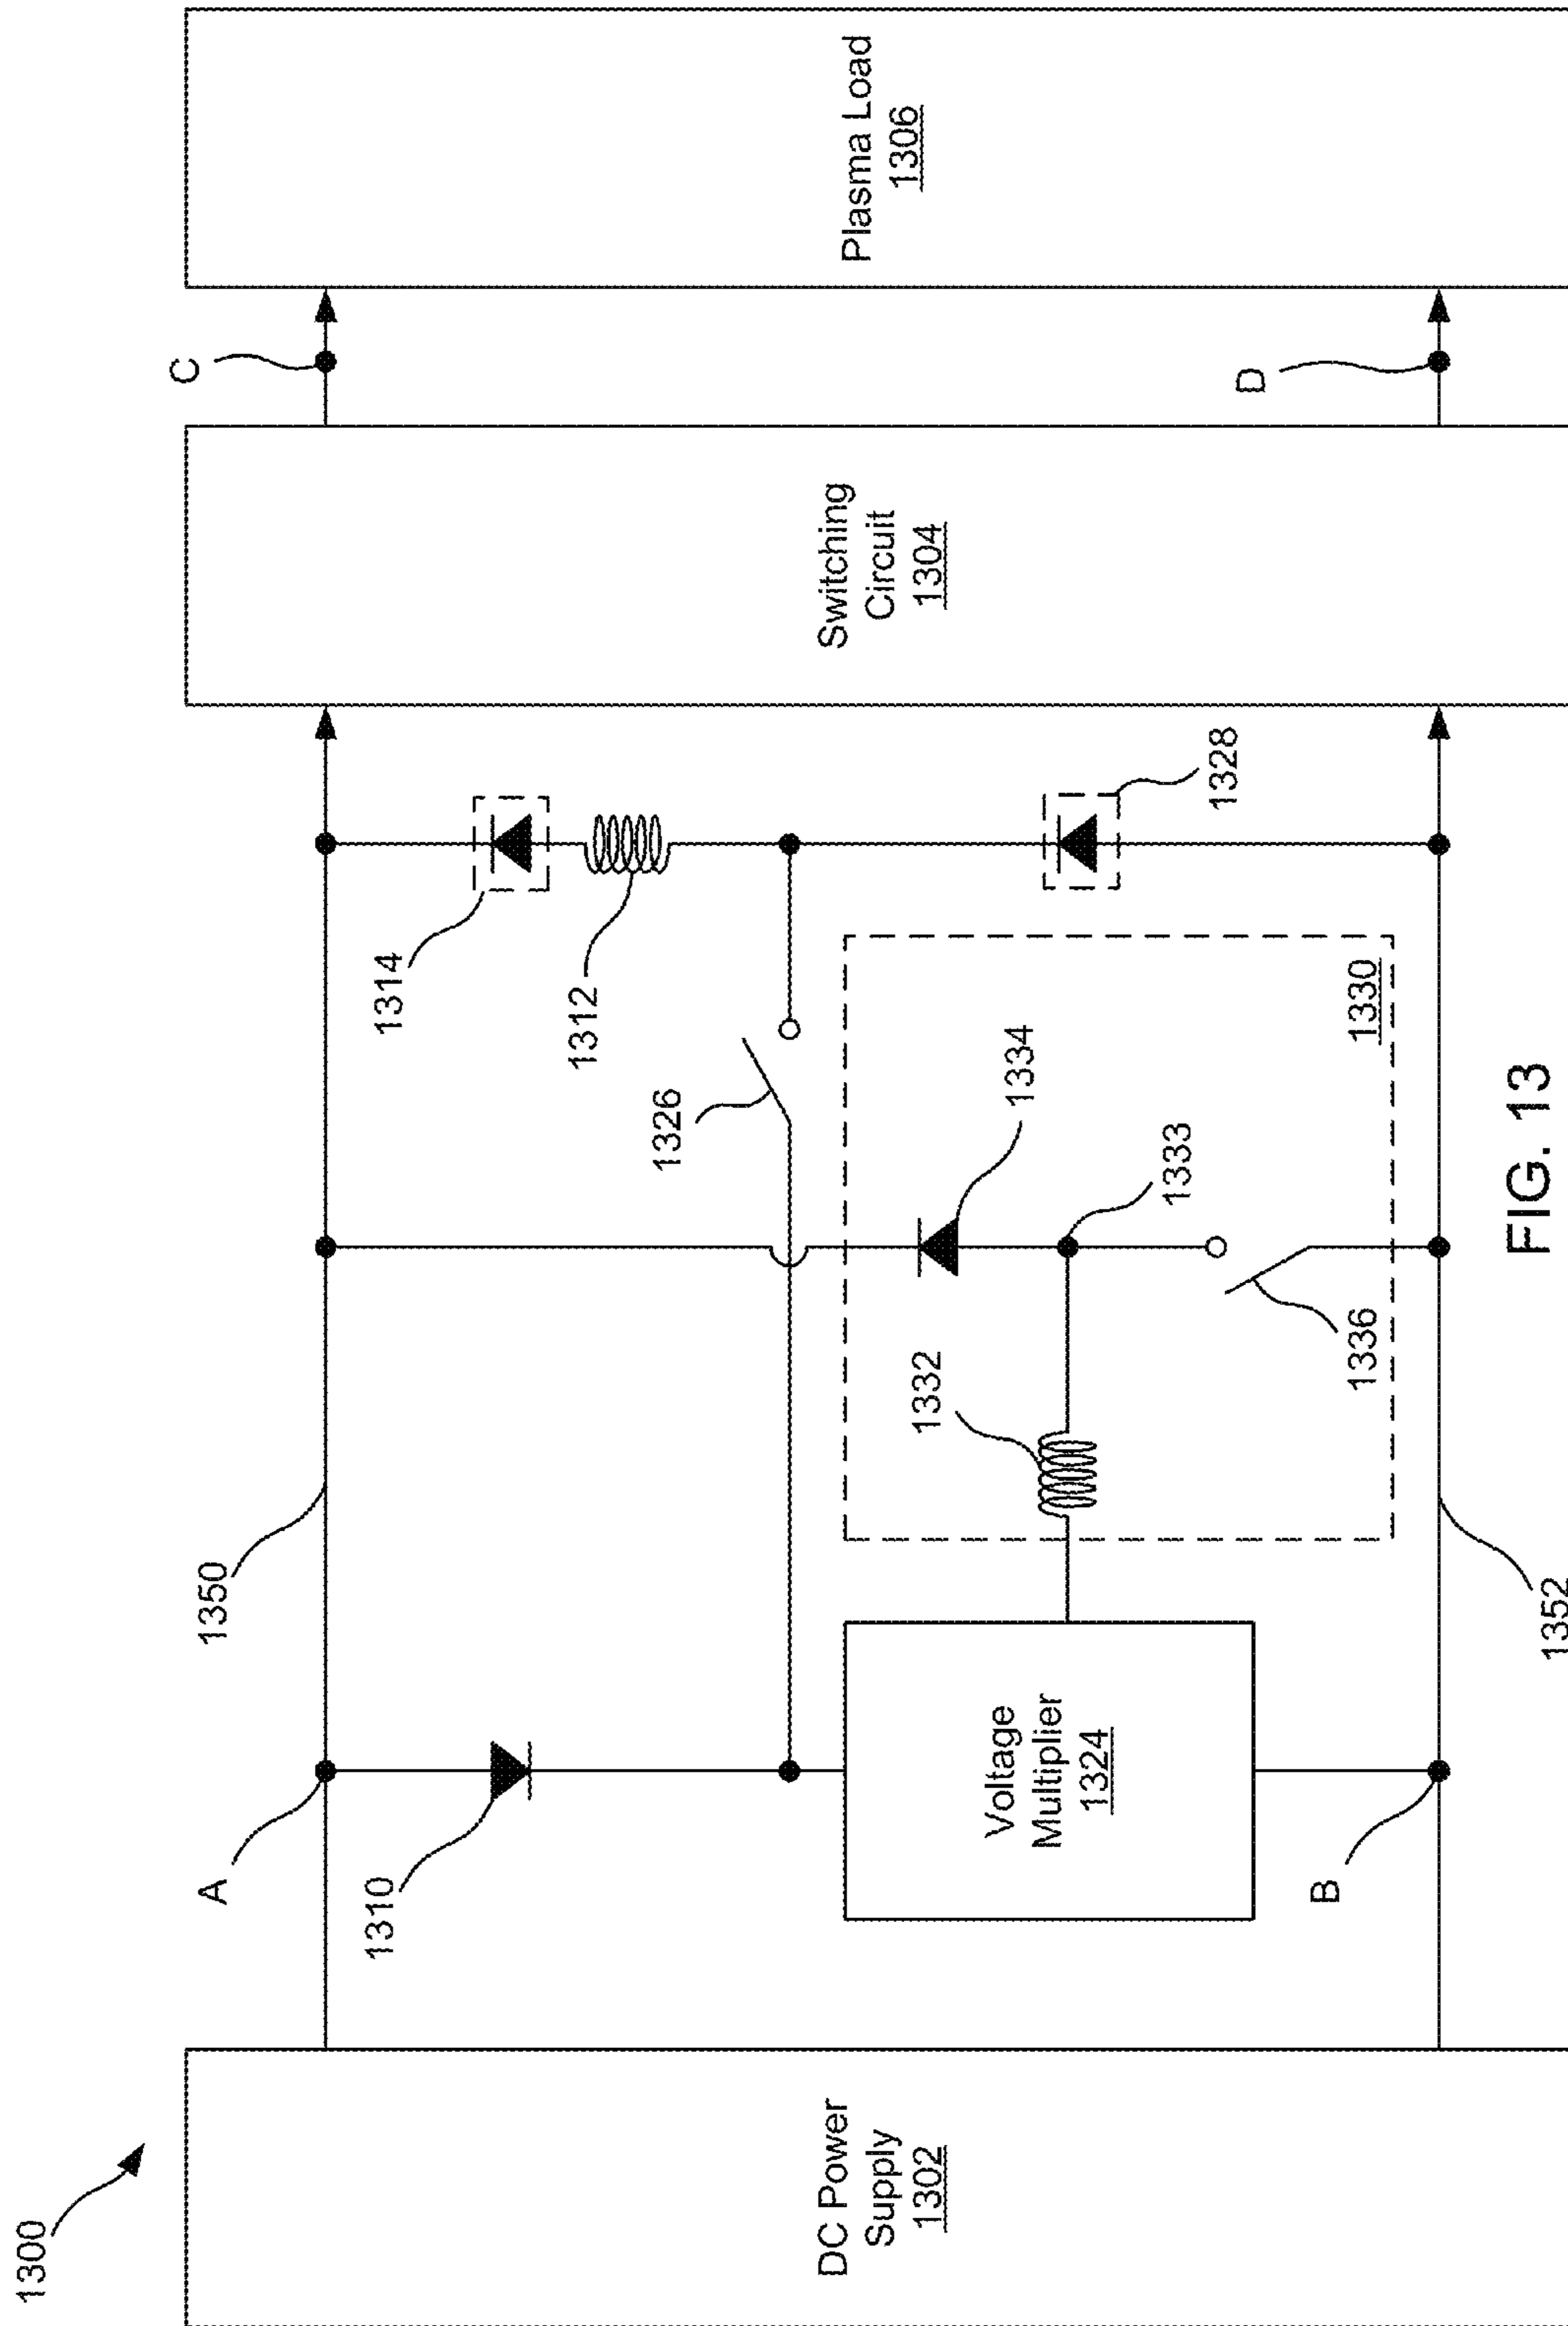 1300
DC Power
Supply
1302
A
1310
1350
Voltage
Multiplier
1324
B
1352
1332
1336
1333
1334
1326
1330
1312
1314
1328
Switching
Circuit
1304
C
D
Plasma Load
1306
FIG. 13